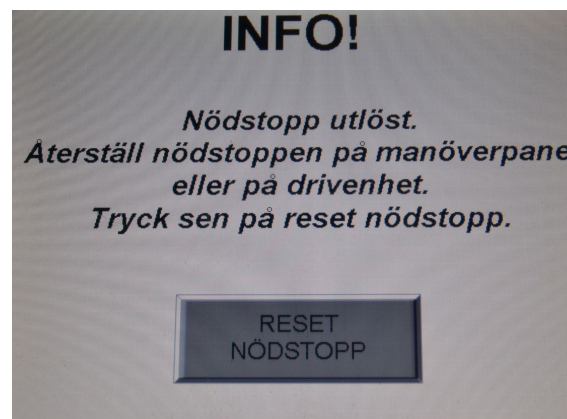 INFO!
Nödstopp utlöst.
Återställ nödstoppen på manöverpane
eller på drivenhet.
Tryck sen på reset nödstopp.
RESET
NÖDSTOPP